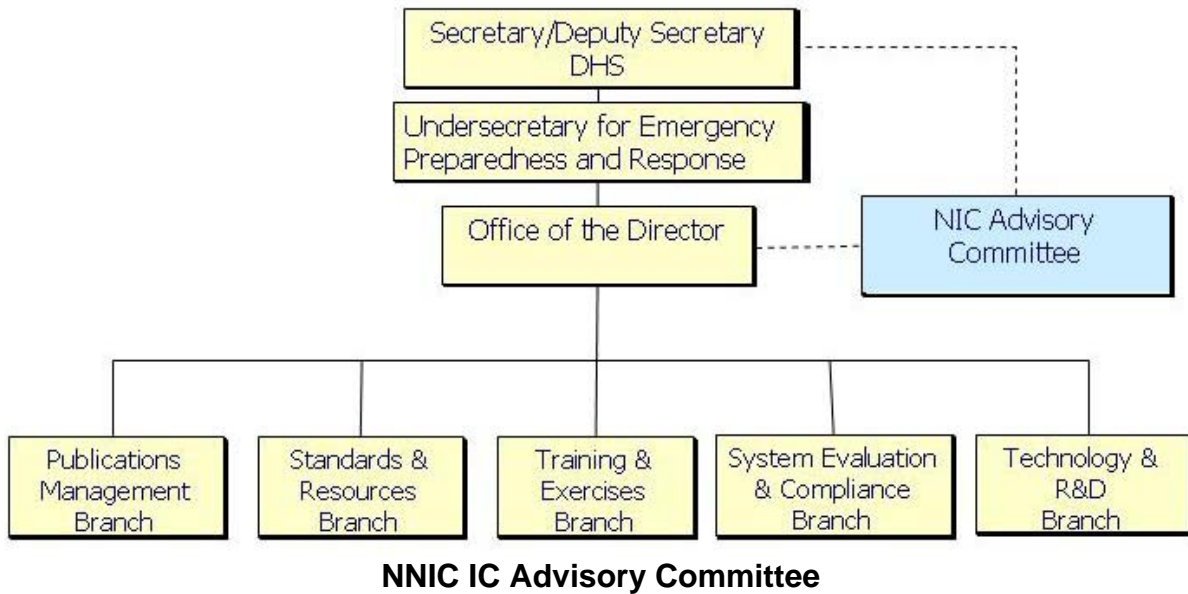 Secretary/Deputy Secretary
DHS
Undersecretary for Emergency
Preparedness and Response
Office of the Director
NIC Advisory
Committee
Publications
Management
Branch
Standards &
Resources
Branch
Training &
Exercises
Branch
System Evaluation
& Compliance
Branch
Technology &
R&D
Branch
NNIC IC Advisory Committee